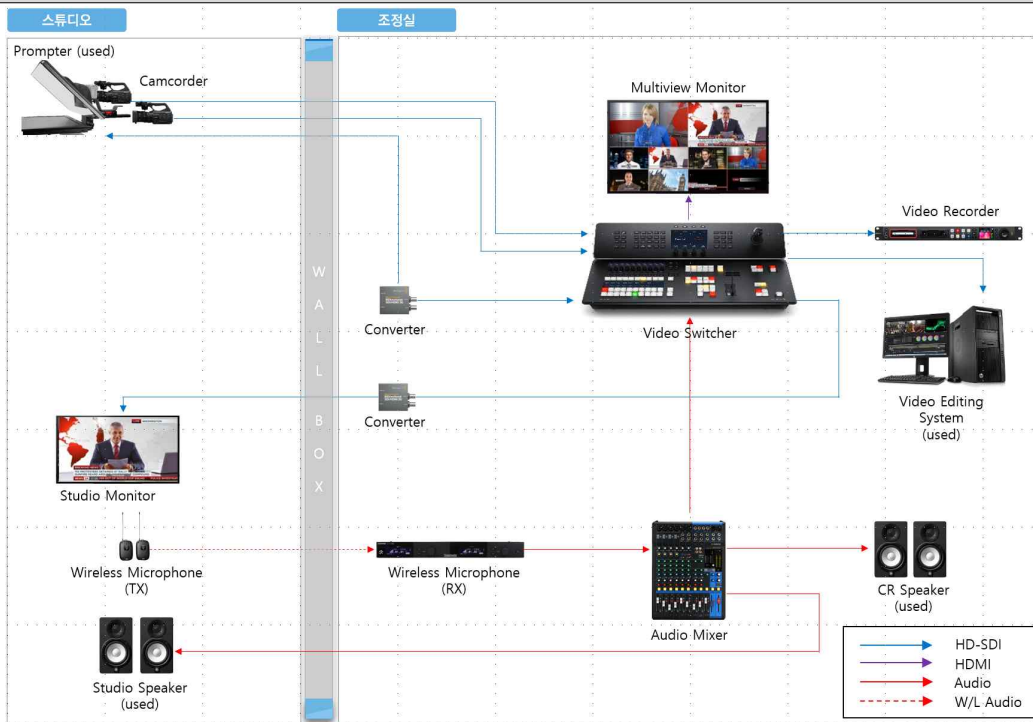 스튜디오
조정실
Prompter (used)
Camcorder
Multiview Monitor
Video Recorder
Converter
Video Switcher
Converter
Video Editing
System
(used)
WALL BOX
Studio Monitor
Wireless Microphone
(TX)
Wireless Microphone
(RX)
Audio Mixer
CR Speaker
(used)
Studio Speaker
(used)
HD-SDI
HDMI
Audio
W/L Audio